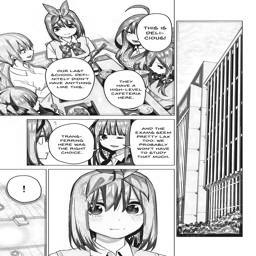 THIS IS
DELI-
CIOUS!
THEY
HAVE A
HIGH-LEVEL
CAFETERIA
HERE.
OUR LAST
SCHOOL DEFI-
NITELY DIDN'T
HAVE ANYTHING
LIKE THIS.
AND THE
EXAMS SEEM
PRETTY LAX
TOO. WE
PROBABLY
WON'T HAVE
TO STUDY
THAT MUCH.
TRANS-
FERRING
HERE WAS
THE RIGHT
CHOICE.
!